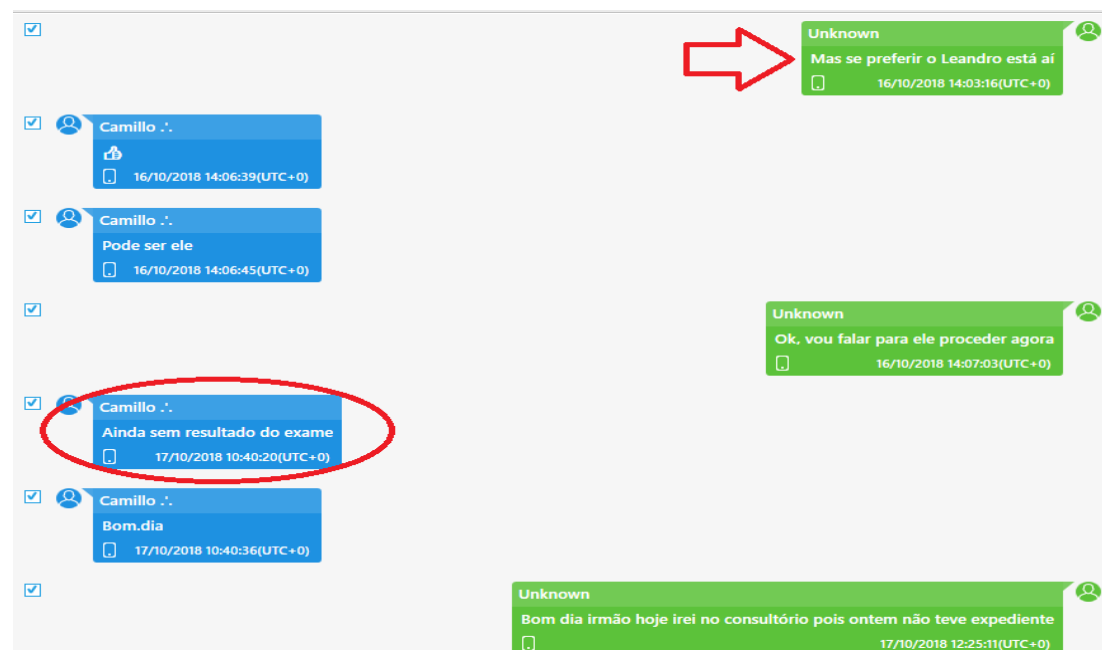 Unknown
Mas se preferir o Leandro está aí
16/10/2018 14:03:16(UTC+0)
Camillo .'.
16/10/2018 14:06:39(UTC+0)
Camillo .'.
Pode ser ele
16/10/2018 14:06:45(UTC+0)
Unknown
Ok, vou falar para ele proceder agora
16/10/2018 14:07:03(UTC+0)
Camillo .'.
Ainda sem resultado do exame
17/10/2018 10:40:20(UTC+0)
Camillo .'.
Bom.dia
17/10/2018 10:40:36(UTC+0)
Unknown
Bom dia irmão hoje irei no consultório pois ontem não teve expediente
17/10/2018 12:25:11(UTC+0)